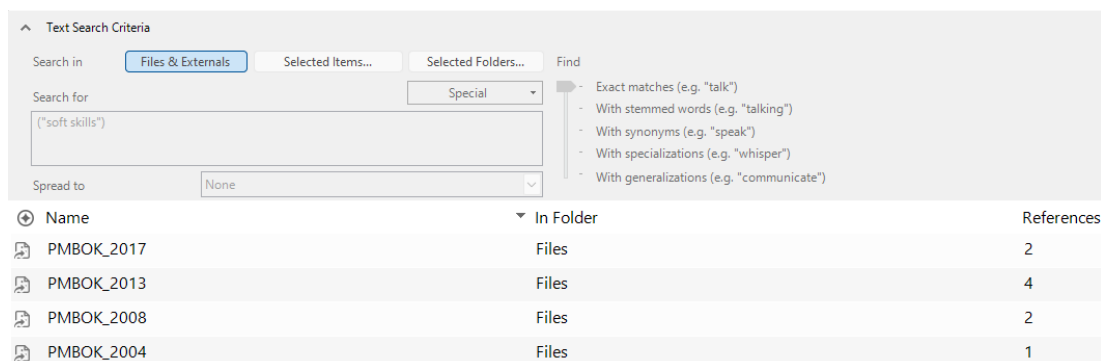 Text Search Criteria
Search in Files & Externals Selected Items... Selected Folders... Find
Search for Special Exact matches (e.g. "talk")
With stemmed words (e.g. "talking")
("soft skills")
With synonyms (e.g. "speak")
With specializations (e.g. "whisper")
Spread to None With generalizations (e.g. "communicate")
Name In Folder References
PMBOK_2017 Files 2
PMBOK_2013 Files 4
PMBOK_2008 Files 2
PMBOK_2004 Files 1